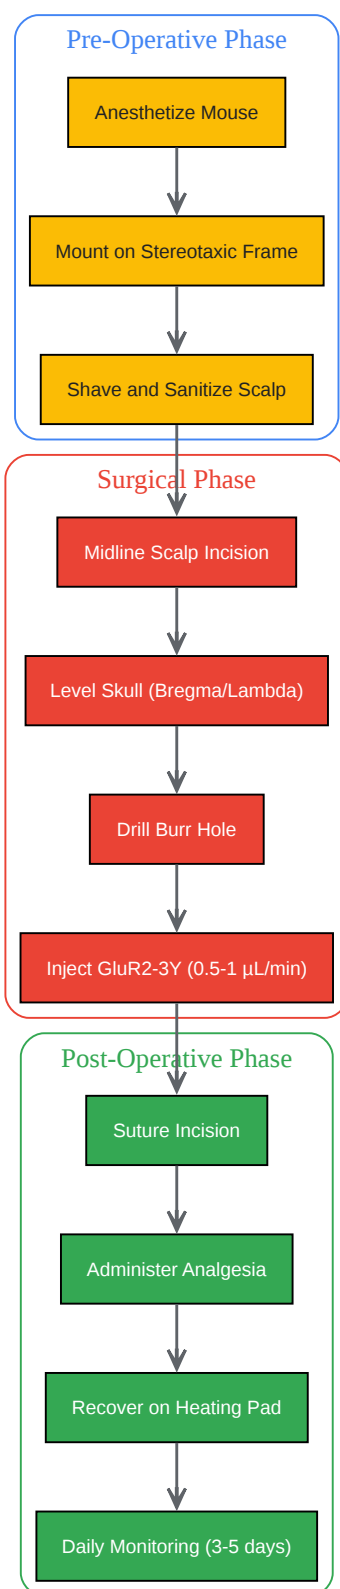 Pre-Operative Phase
Anesthetize Mouse
Mount on Stereotaxic Frame
Shave and Sanitize Scalp
Surgical Phase
Midline Scalp Incision
Level Skull (Bregma/Lambda)
Drill Burr Hole
Inject GluR2-3Y (0.5-1 µL/min)
Post-Operative Phase
Suture Incision
Administer Analgesia
Recover on Heating Pad
Daily Monitoring (3-5 days)